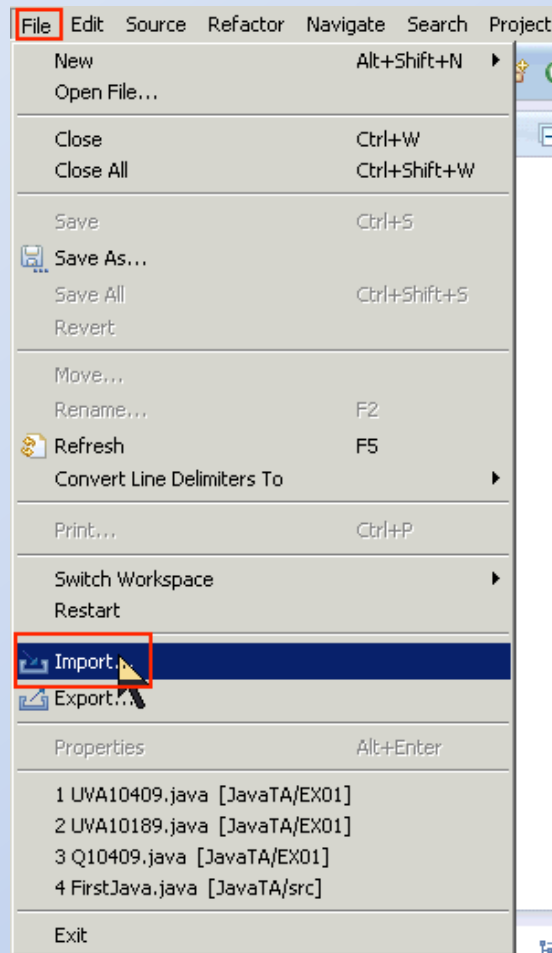 File Edit Source Refactor Navigate Search Project
New Alt+Shift+N
Open File...
Close Ctrl+W
Close All Ctrl+Shift+W
Save Ctrl+S
Save As...
Save All Ctrl+Shift+S
Revert
Move...
Rename... F2
Refresh F5
Convert Line Delimiters To
Print... Ctrl+P
Switch Workspace
Restart
Import...
Export...
Properties Alt+Enter
1 UVA10409.java [JavaTA/EX01]
2 UVA10189.java [JavaTA/EX01]
3 Q10409.java [JavaTA/EX01]
4 FirstJava.java [JavaTA/src]
Exit